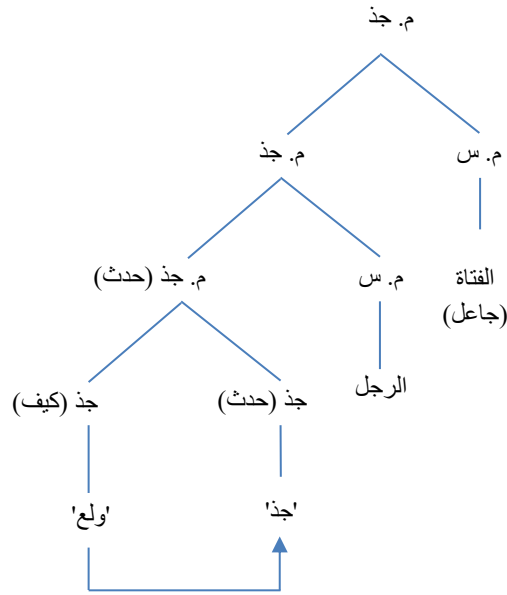 م. جذ
م. س
م. جذ
الفتاة
(جاعل)
م. س
م. جذ (حدث)
الرجل
جذ (حدث)
جذ (كيف)
'جذ'
'ولع'